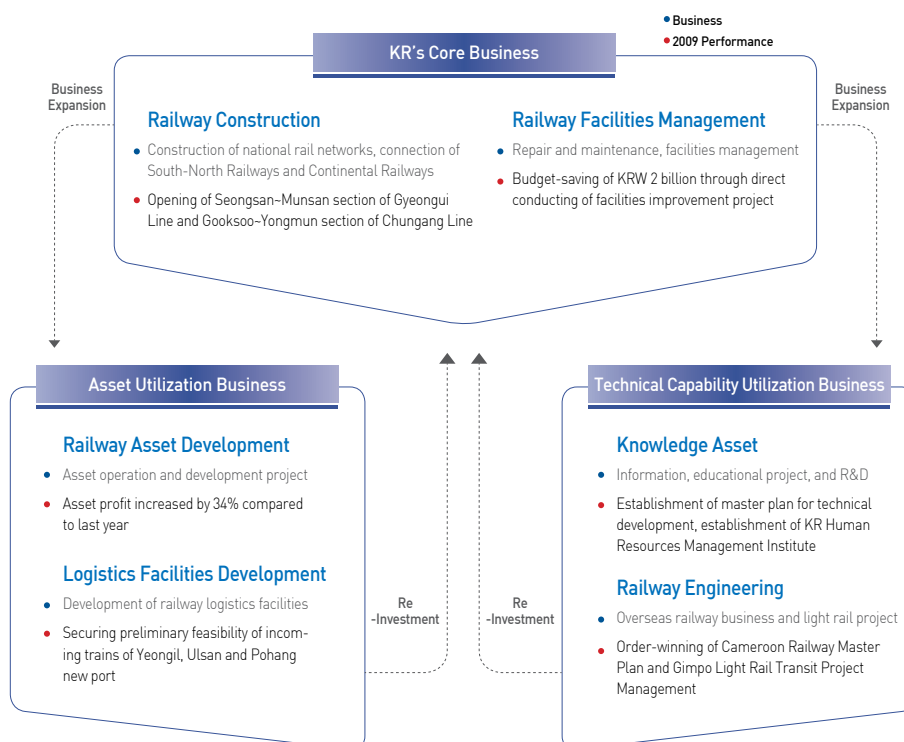 Business
2009 Performance
KR's Core Business
Business
Expansion
Business
Expansion
Railway Construction
Construction of national rail networks, connection of
South-North Railways and Continental Railways
Opening of Seongsan~Munsan section of Gyeongui
Line and Gooksoo~Yongmun section of Chungang Line
Railway Facilities Management
Repair and maintenance, facilities management
Budget-saving of KRW 2 billion through direct
conducting of facilities improvement project
Asset Utilization Business
Railway Asset Development
Asset operation and development project
Asset profit increased by 34% compared
to last year
Logistics Facilities Development
Development of railway logistics facilities
Securing preliminary feasibility of incom-
ing trains of Yeongil, Ulsan and Pohang
new port
Re
-Investment
Re
-Investment
Technical Capability Utilization Business
Knowledge Asset
Information, educational project, and R&D
Establishment of master plan for technical
development, establishment of KR Human
Resources Management Institute
Railway Engineering
Overseas railway business and light rail project
Order-winning of Cameroon Railway Master
Plan and Gimpo Light Rail Transit Project
Management